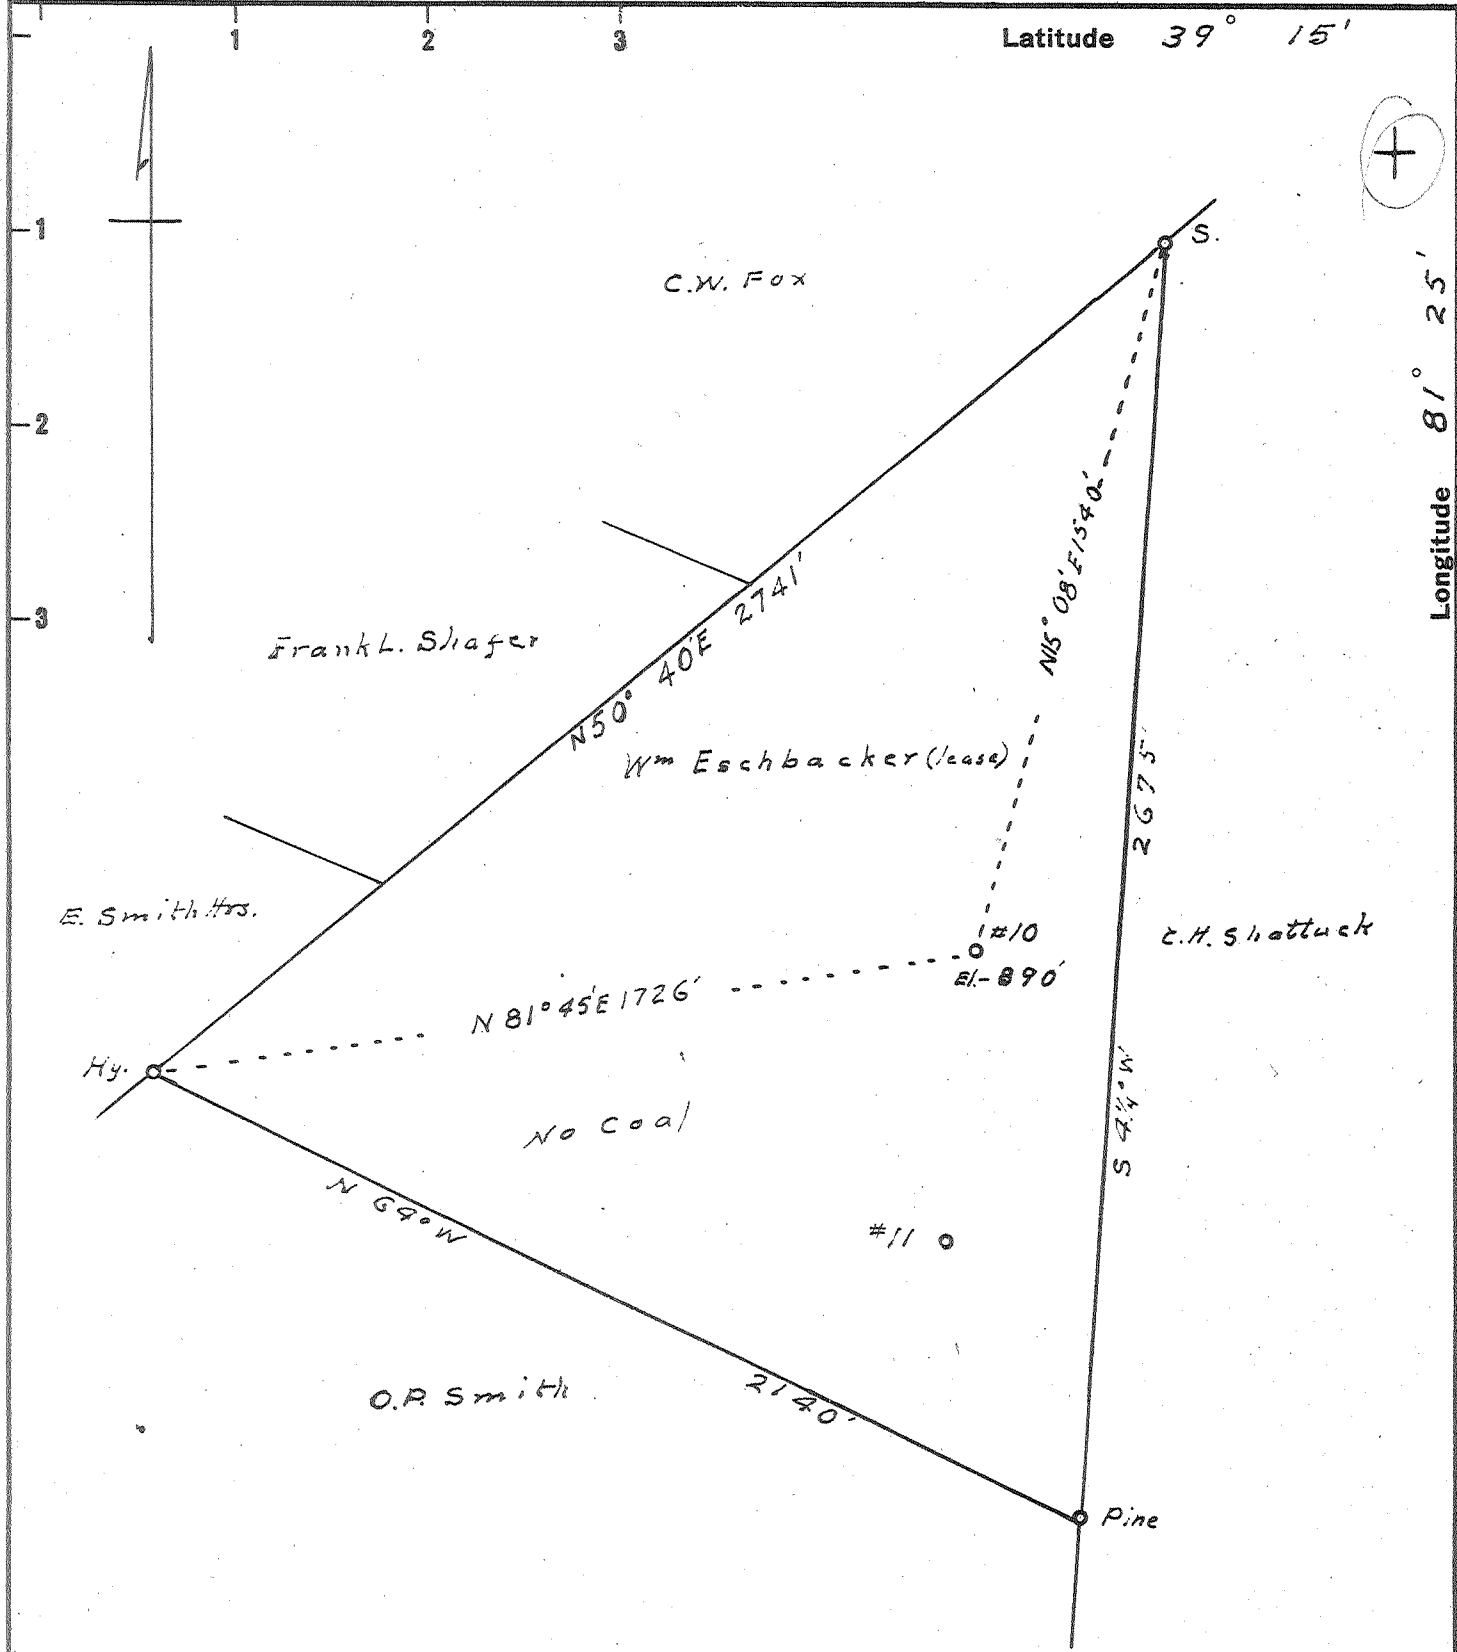 1 2 3
Latitude 39° 15'
Longitude 81° 25'
1
2
3
S.
C.W. Fox
N15° 08' E 1540'
Frank L. Shafer
N50° 40'E 2741'
Wm Eschbacker (lease)
2675'
E. Smith Hrs.
#10
El.- 890'
C.H. Shattuck
N 81° 45' E 1726'
Hy.
No Coal
S 4¼° W
N 64° W
#11
O.P. Smith
2140'
Pine